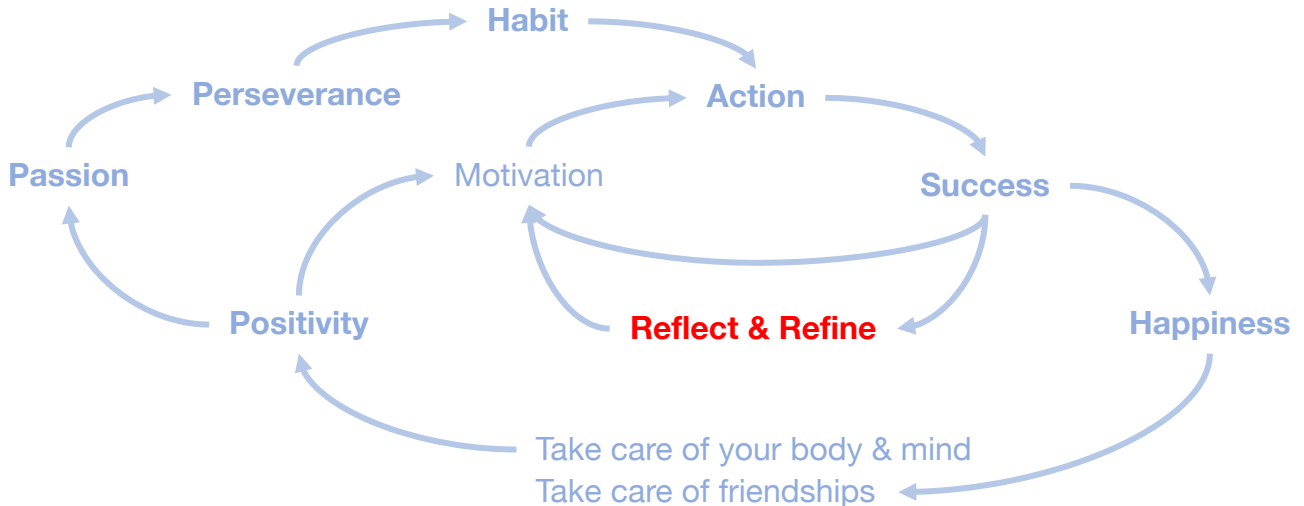 Habit
Perseverance
Action
Passion
Motivation
Success
Positivity
Reflect & Refine
Happiness
Take care of your body & mind
Take care of friendships